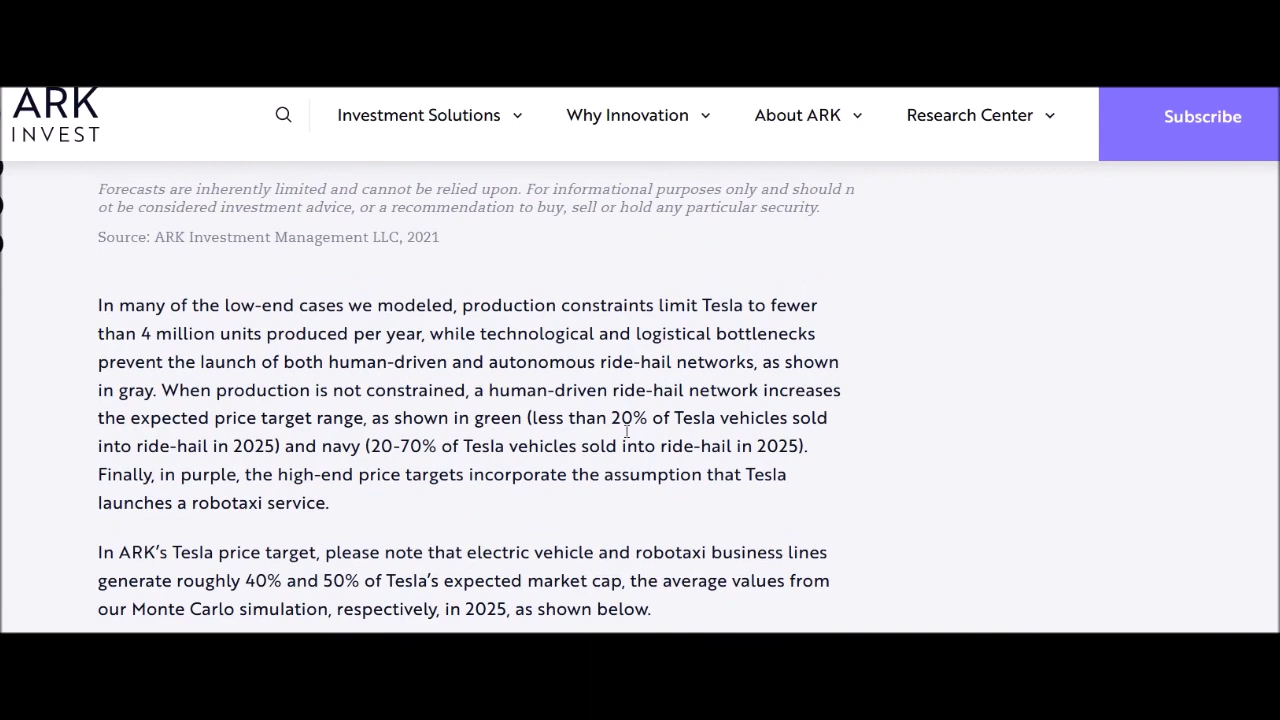 ARK
INVEST
Investment Solutions
Why Innovation
About ARK
Research Center
Subscribe
Forecasts are inherently limited and cannot be relied upon. For informational purposes only and should n
ot be considered investment advice, or a recommendation to buy, sell or hold any particular security.
Source: ARK Investment Management LLC, 2021
In many of the low-end cases we modeled, production constraints limit Tesla to fewer
than 4 million units produced per year, while technological and logistical bottlenecks
prevent the launch of both human-driven and autonomous ride-hail networks, as shown
in gray. When production is not constrained, a human-driven ride-hail network increases
the expected price target range, as shown in green (less than 20% of Tesla vehicles sold
into ride-hail in 2025) and navy (20-70% of Tesla vehicles sold into ride-hail in 2025).
Finally, in purple, the high-end price targets incorporate the assumption that Tesla
launches a robotaxi service.
In ARK’s Tesla price target, please note that electric vehicle and robotaxi business lines
generate roughly 40% and 50% of Tesla’s expected market cap, the average values from
our Monte Carlo simulation, respectively, in 2025, as shown below.